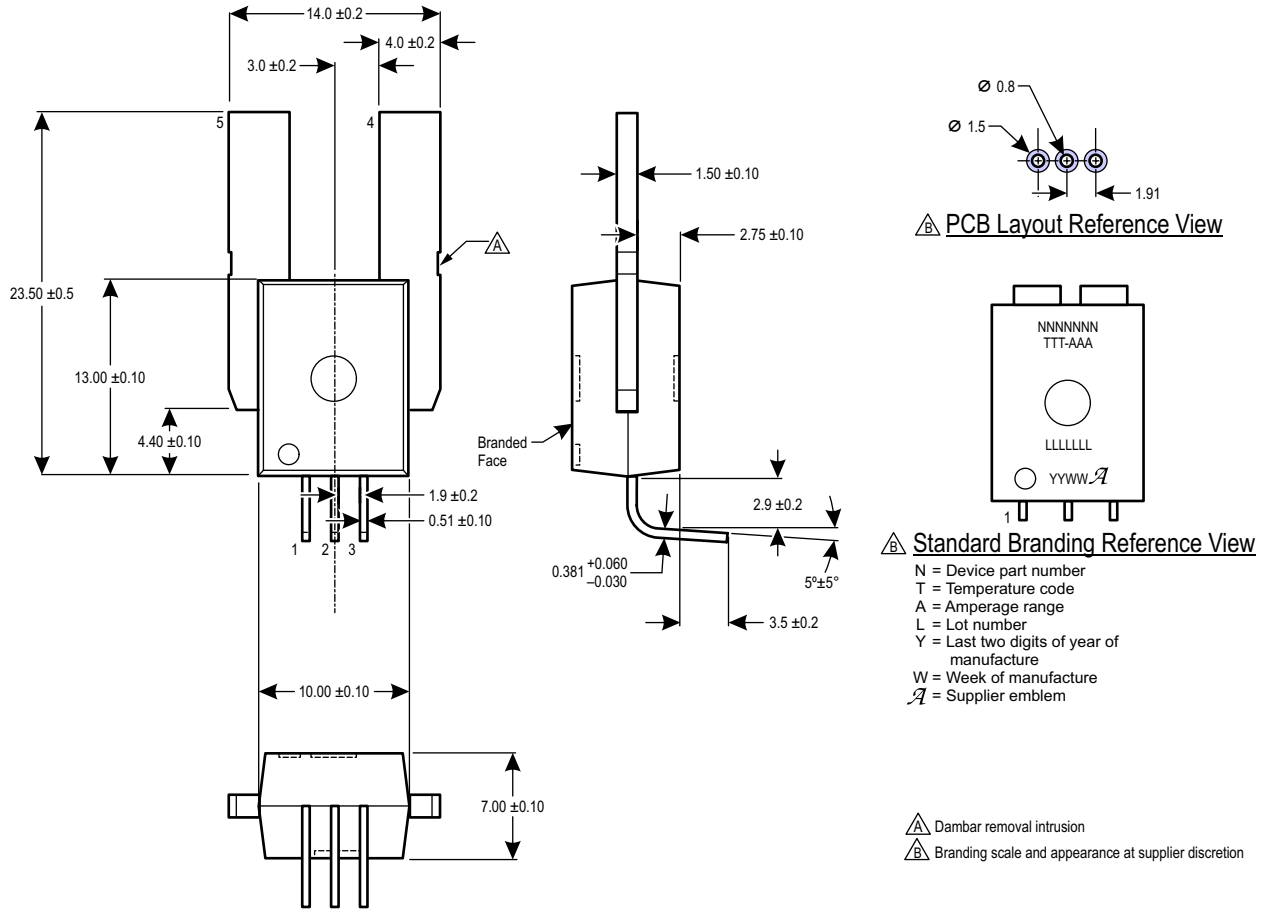 14.0 ±0.2
4.0 ±0.2
3.0 ±0.2
5
4
A
23.50 ±0.5
13.00 ±0.10
4.40 ±0.10
1.9 ±0.2
0.51 ±0.10
1
2
3
10.00 ±0.10
7.00 ±0.10
1.50 ±0.10
2.75 ±0.10
Branded
Face
2.9 ±0.2
0.381 +0.060
–0.030
5º±5°
3.5 ±0.2
Ø 0.8
Ø 1.5
1.91
B PCB Layout Reference View
NNNNNNN
TTT-AAA
LLLLLLL
YYWW A
1
B Standard Branding Reference View
N = Device part number
T = Temperature code
A = Amperage range
L = Lot number
Y = Last two digits of year of
manufacture
W = Week of manufacture
A = Supplier emblem
A Dambar removal intrusion
B Branding scale and appearance at supplier discretion